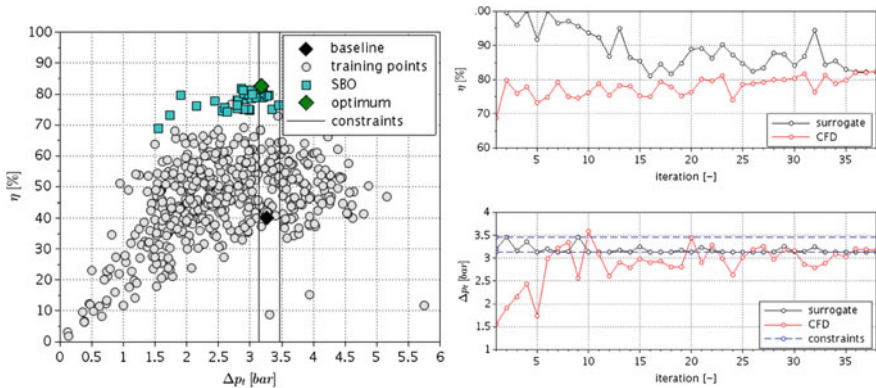 100
90
80
70
60
50
40
30
20
10
0
η [%]
0 0.5 1 1.5 2 2.5 3 3.5 4 4.5 5 5.5 6
Δpₜ [bar]
baseline
training points
SBO
optimum
constraints
00
90
80
70
60
η [%]
5 10 15 20 25 30 35
iteration [–]
surrogate
CFD
4
3.5
3
2.5
2
1.5
1
Δpₜ [bar]
5 10 15 20 25 30 35
iteration [–]
surrogate
CFD
constraints